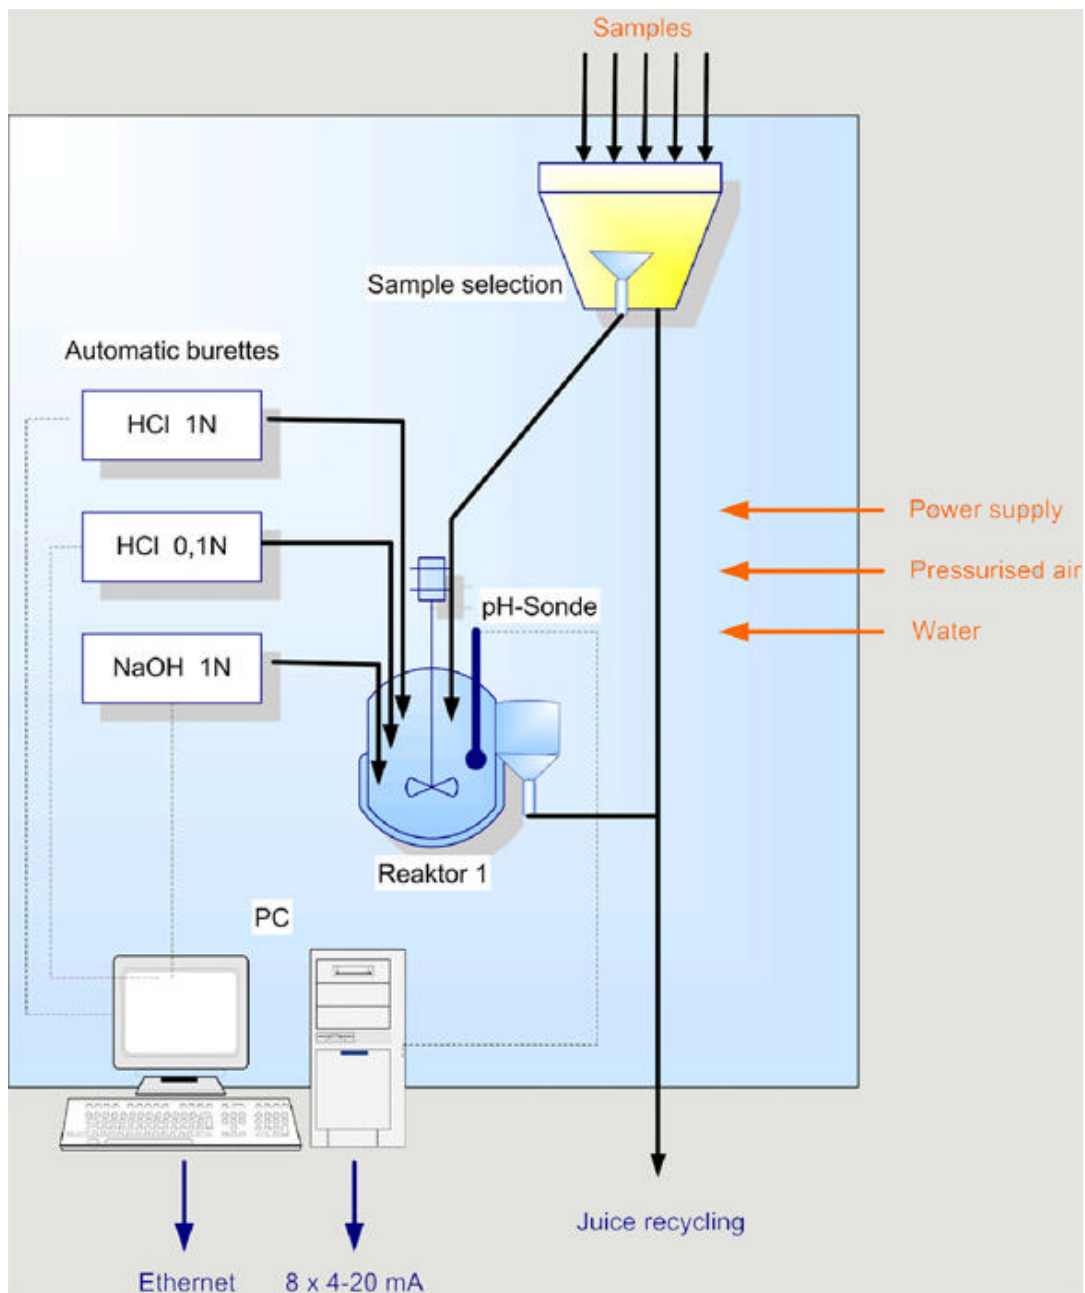 Samples
Sample selection
Automatic burettes
HCl 1N
HCl 0,1N
NaOH 1N
Power supply
Pressurised air
Water
pH-Sonde
Reaktor 1
PC
Juice recycling
Ethernet
8 x 4-20 mA